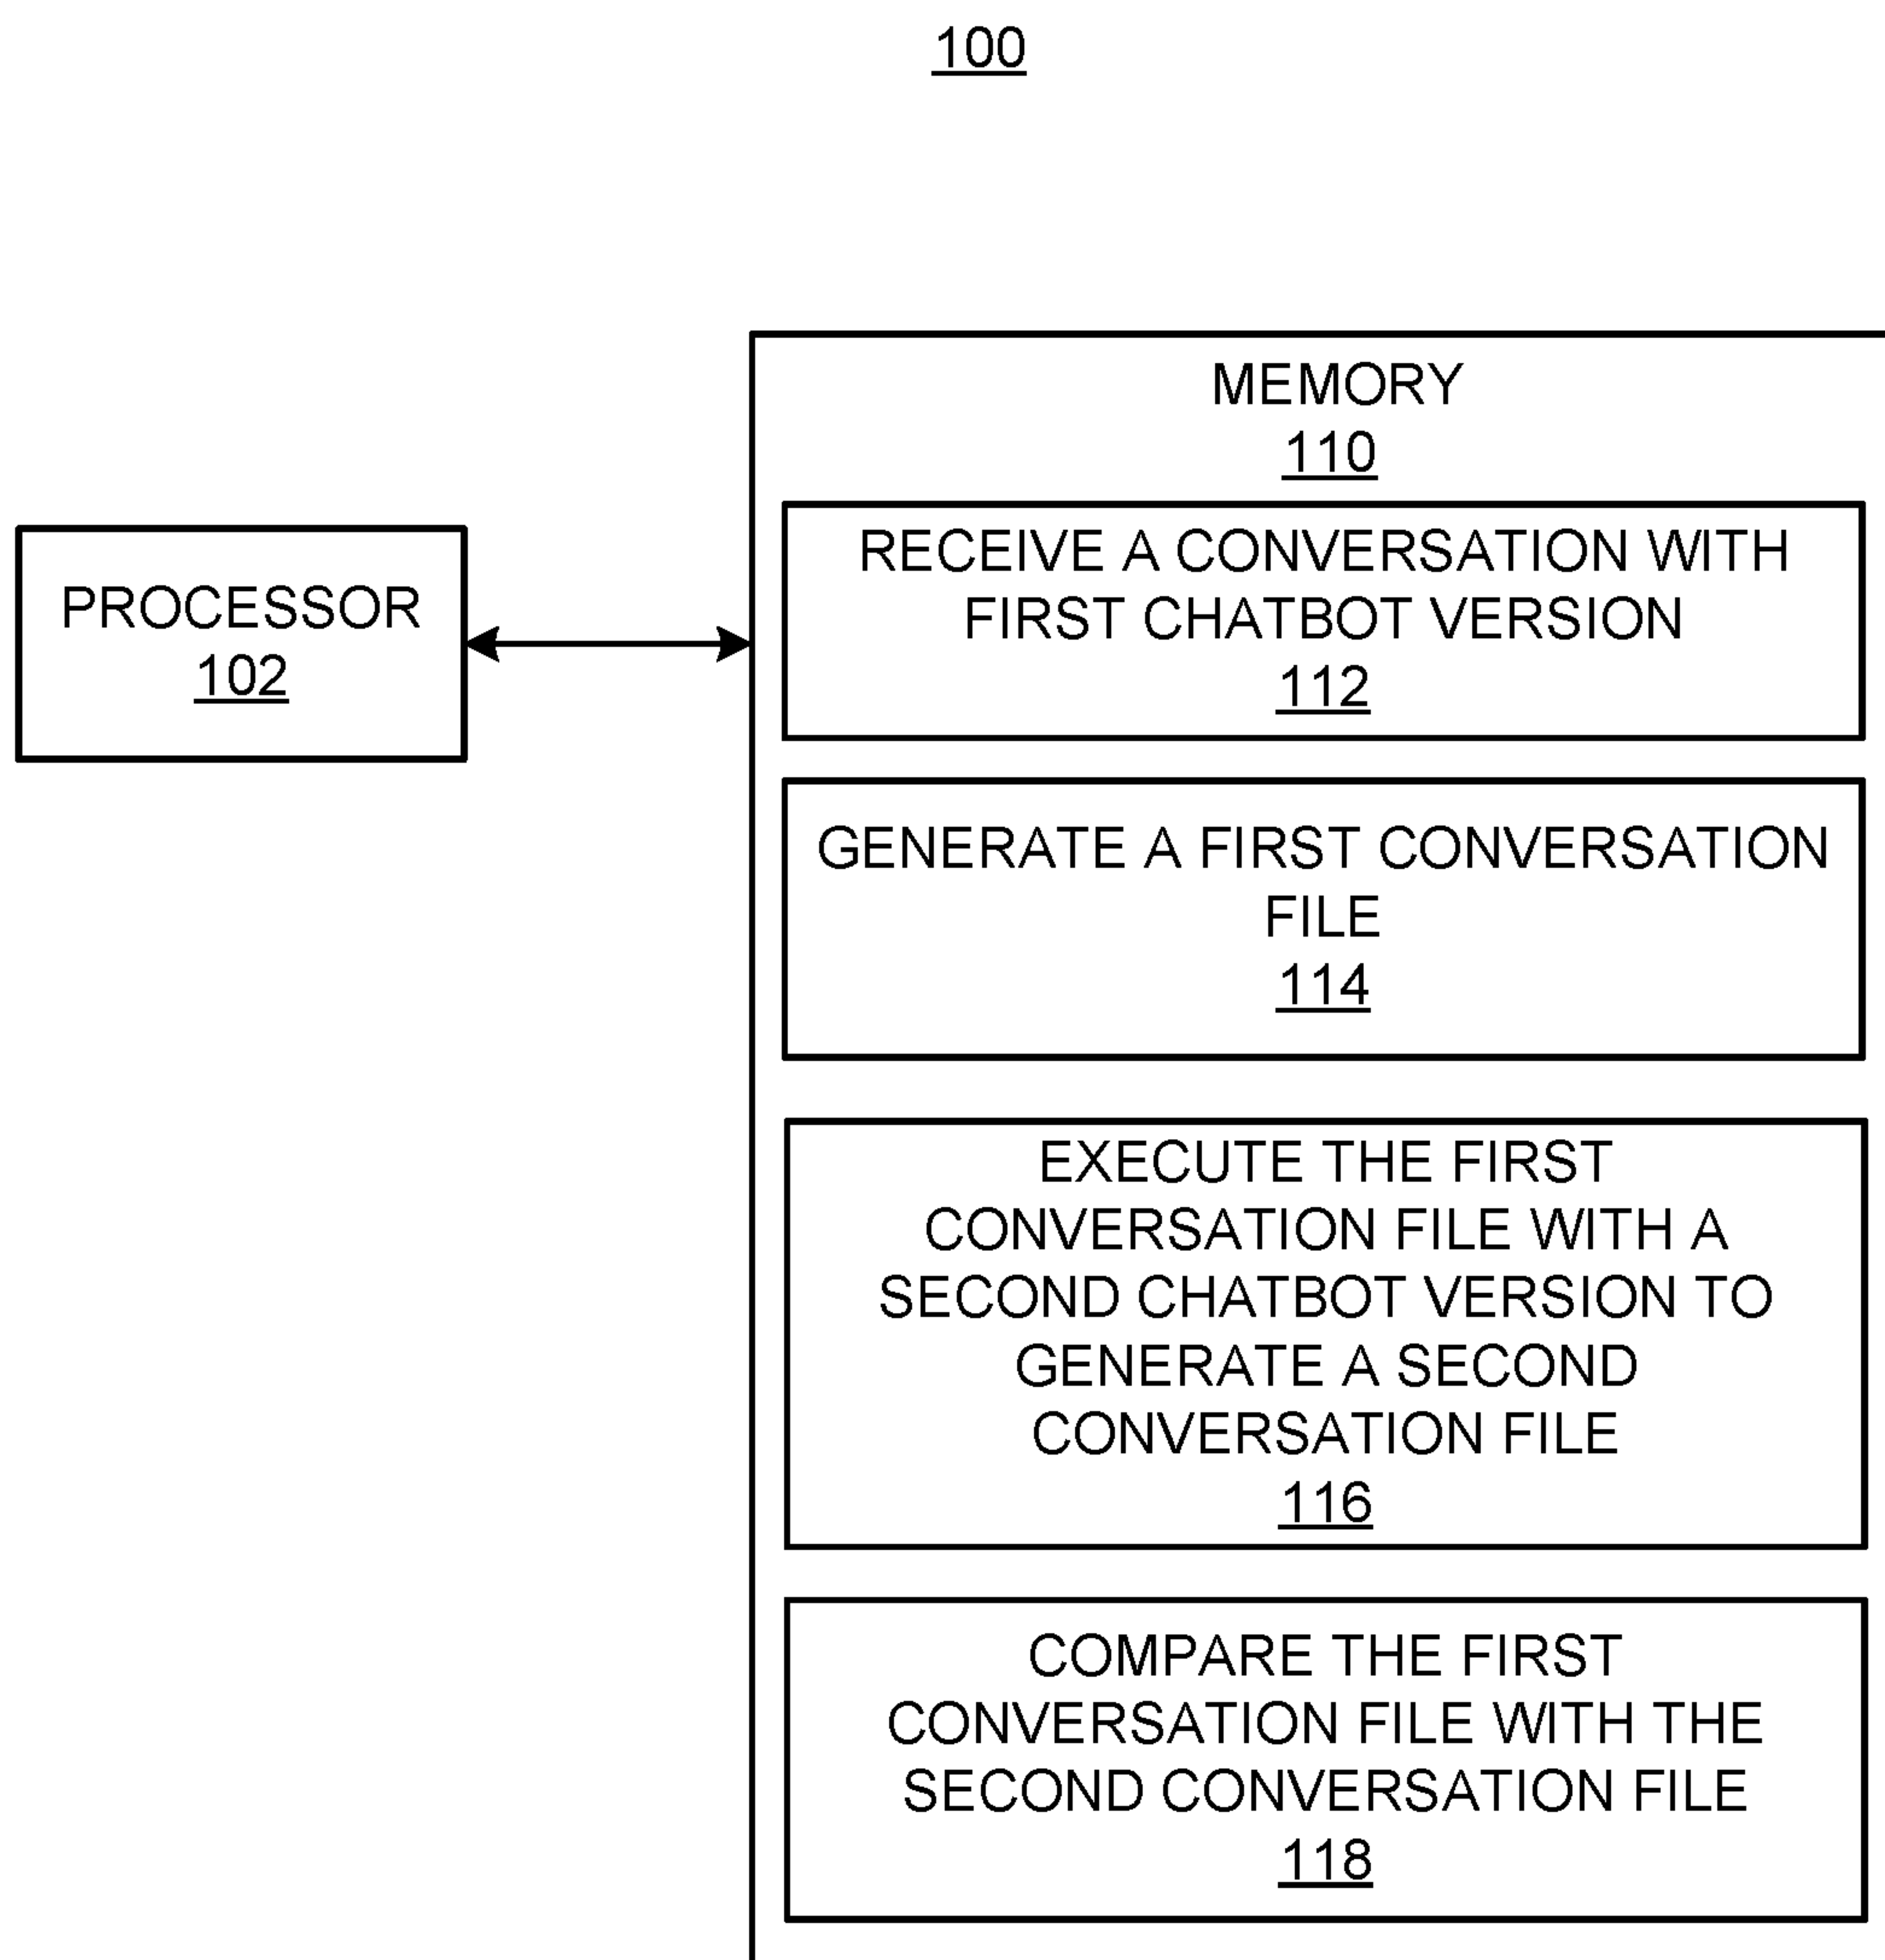 100
PROCESSOR
102
MEMORY
110
RECEIVE A CONVERSATION WITH
FIRST CHATBOT VERSION
112
GENERATE A FIRST CONVERSATION
FILE
114
EXECUTE THE FIRST
CONVERSATION FILE WITH A
SECOND CHATBOT VERSION TO
GENERATE A SECOND
CONVERSATION FILE
116
COMPARE THE FIRST
CONVERSATION FILE WITH THE
SECOND CONVERSATION FILE
118